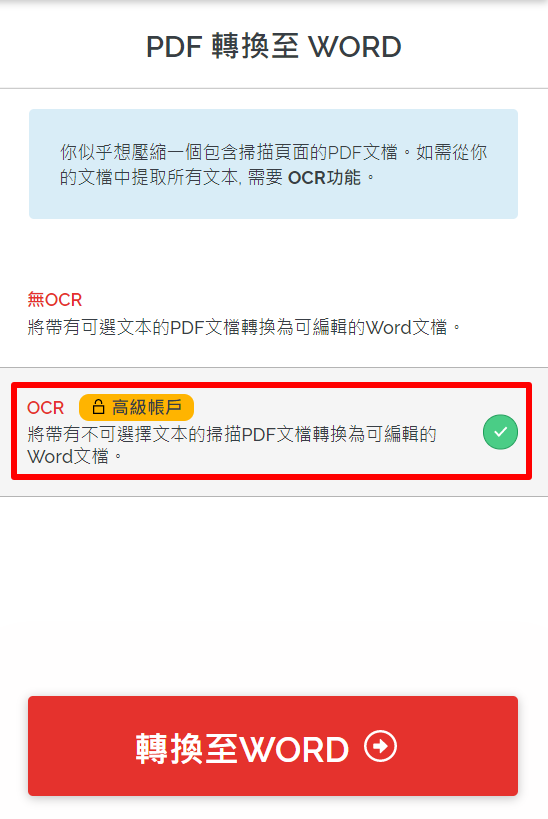 PDF 轉換至 WORD
你似乎想壓縮一個包含掃描頁面的PDF文檔。如需從你
的文檔中提取所有文本, 需要 OCR功能。
無OCR
將帶有可選文本的PDF文檔轉換為可編輯的Word文檔。
OCR 高級帳戶
將帶有不可選擇文本的掃描PDF文檔轉換為可編輯的
Word文檔。
轉換至WORD